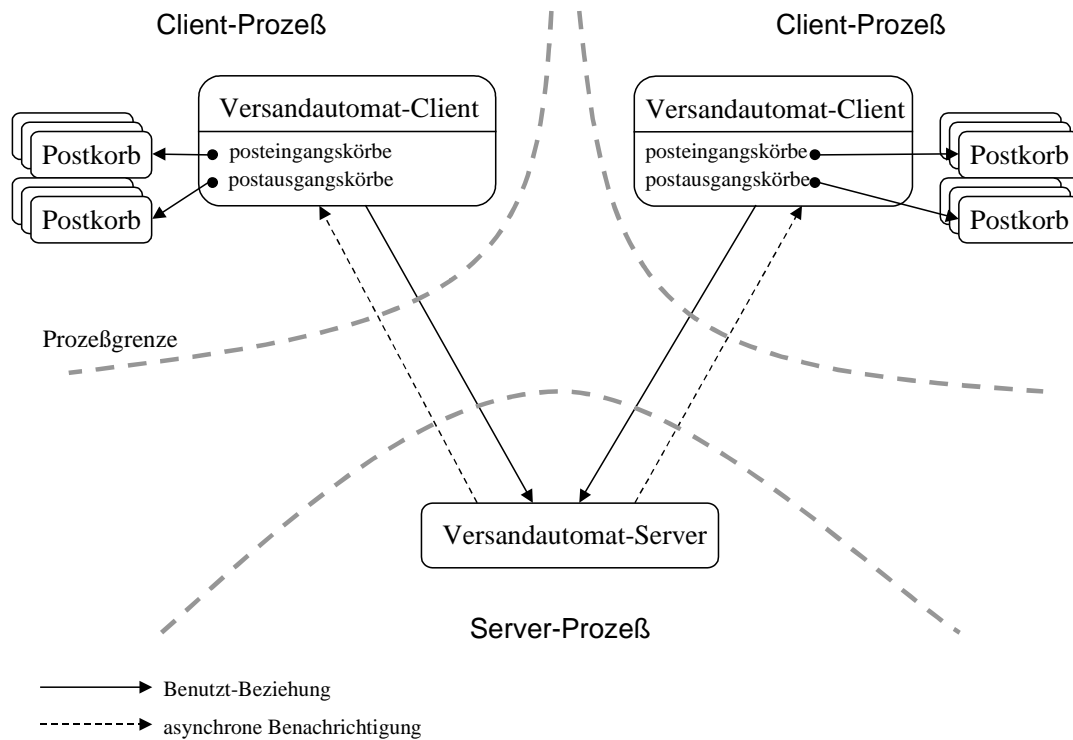 Client-Prozeß
Client-Prozeß
Versandautomat-Client
posteingangskörbe
postausgangskörbe
Postkorb
Postkorb
Versandautomat-Client
posteingangskörbe
postausgangskörbe
Postkorb
Postkorb
Prozeßgrenze
Versandautomat-Server
Server-Prozeß
Benutzt-Beziehung
asynchrone Benachrichtigung